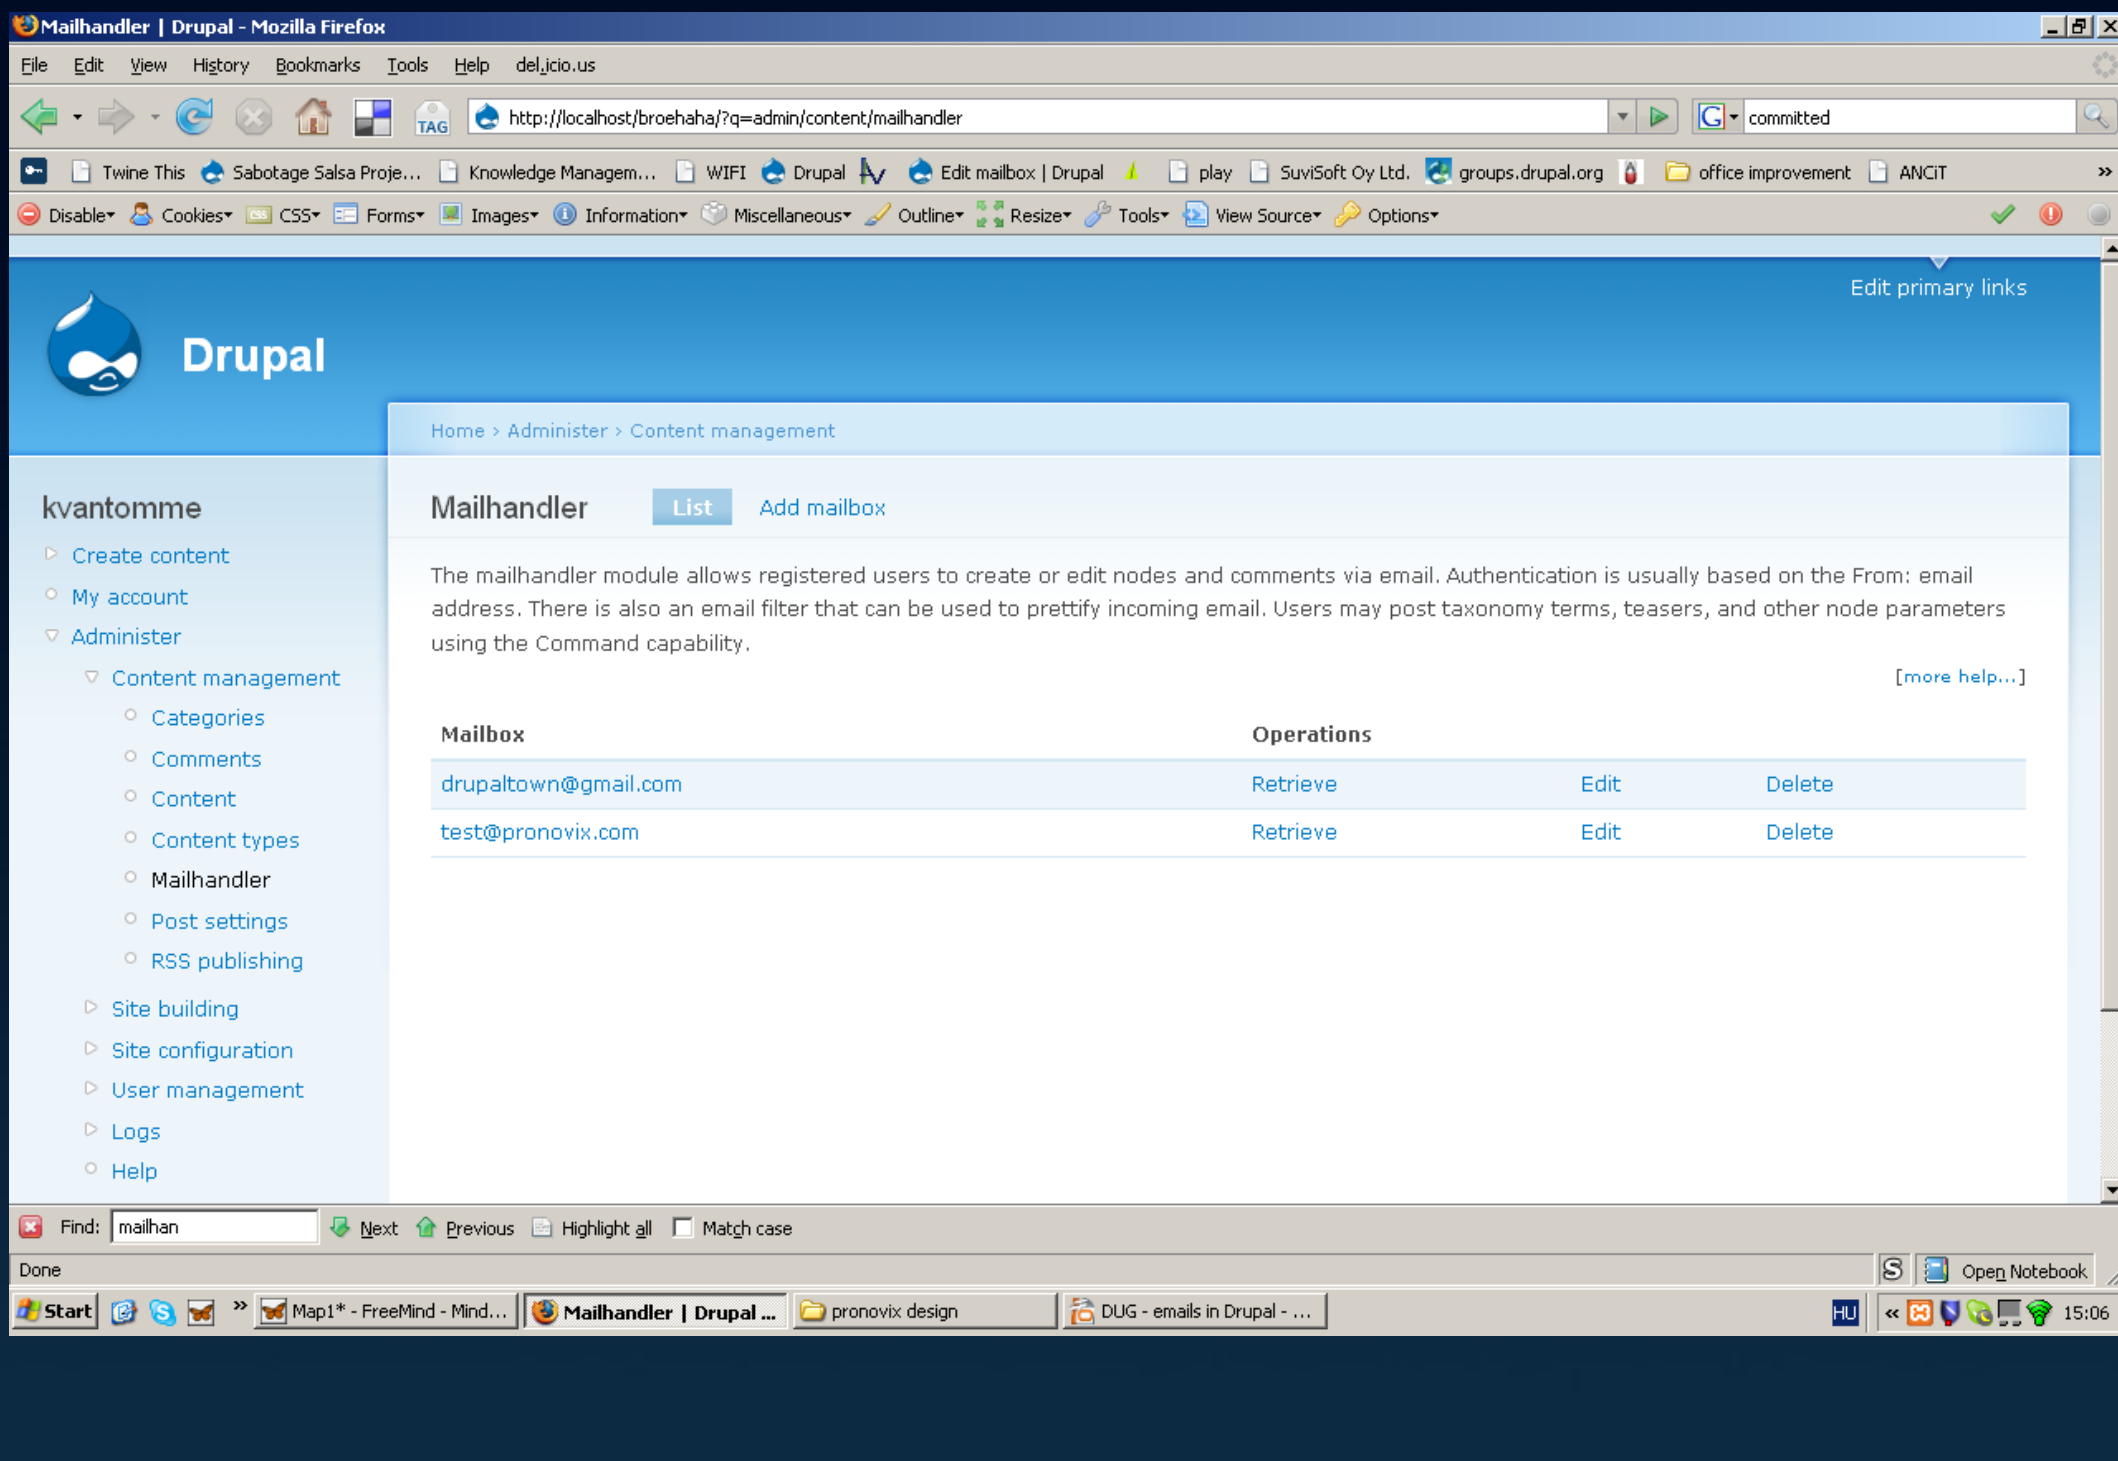 Mailhandler | Drupal - Mozilla Firefox
File Edit View History Bookmarks Tools Help del.icio.us
TAG http://localhost/broehaha/?q=admin/content/mailhandler G committed
Twine This Sabotage Salsa Proje... Knowledge Managem... WIFI Drupal Edit mailbox | Drupal play SuviSoft Oy Ltd. groups.drupal.org office improvement ANCiT »
Disable Cookies CSS Forms Images Information Miscellaneous Outline Resize Tools View Source Options
Edit primary links
Drupal
Home > Administer > Content management
kvantomme
Create content
My account
Administer
Content management
Categories
Comments
Content
Content types
Mailhandler
Post settings
RSS publishing
Site building
Site configuration
User management
Logs
Help
Mailhandler List Add mailbox
The mailhandler module allows registered users to create or edit nodes and comments via email. Authentication is usually based on the From: email
address. There is also an email filter that can be used to prettify incoming email. Users may post taxonomy terms, teasers, and other node parameters
using the Command capability.
[more help...]
Mailbox Operations
drupaltown@gmail.com Retrieve Edit Delete
test@pronovix.com Retrieve Edit Delete
Find: mailhan Next Previous Highlight all Match case
Done S Open Notebook
Start » Map1* - FreeMind - Mind... Mailhandler | Drupal ... pronovix design DUG - emails in Drupal - ... HU « 15:06